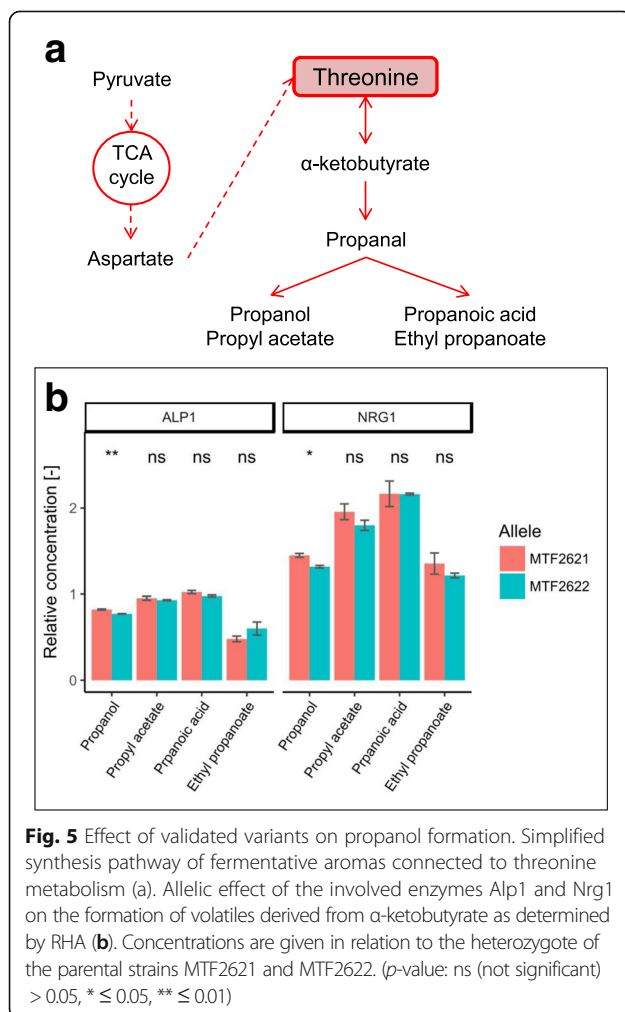 a
Pyruvate
TCA
cycle
Aspartate
Threonine
α-ketobutyrate
Propanal
Propanol
Propyl acetate
Propanoic acid
Ethyl propanoate
b
ALP1
NRG1
** ns ns ns
* ns ns ns
Relative concentration [-]
2
1
0
Propanol
Propyl acetate
Prpanoic acid
Ethyl propanoate
Propanol
Propyl acetate
Prpanoic acid
Ethyl propanoate
Allele
MTF2621
MTF2622
Fig. 5 Effect of validated variants on propanol formation. Simplified
synthesis pathway of fermentative aromas connected to threonine
metabolism (a). Allelic effect of the involved enzymes Alp1 and Nrg1
on the formation of volatiles derived from α-ketobutyrate as determined
by RHA (b). Concentrations are given in relation to the heterozygote of
the parental strains MTF2621 and MTF2622. (p-value: ns (not significant)
> 0.05, * ≤ 0.05, ** ≤ 0.01)